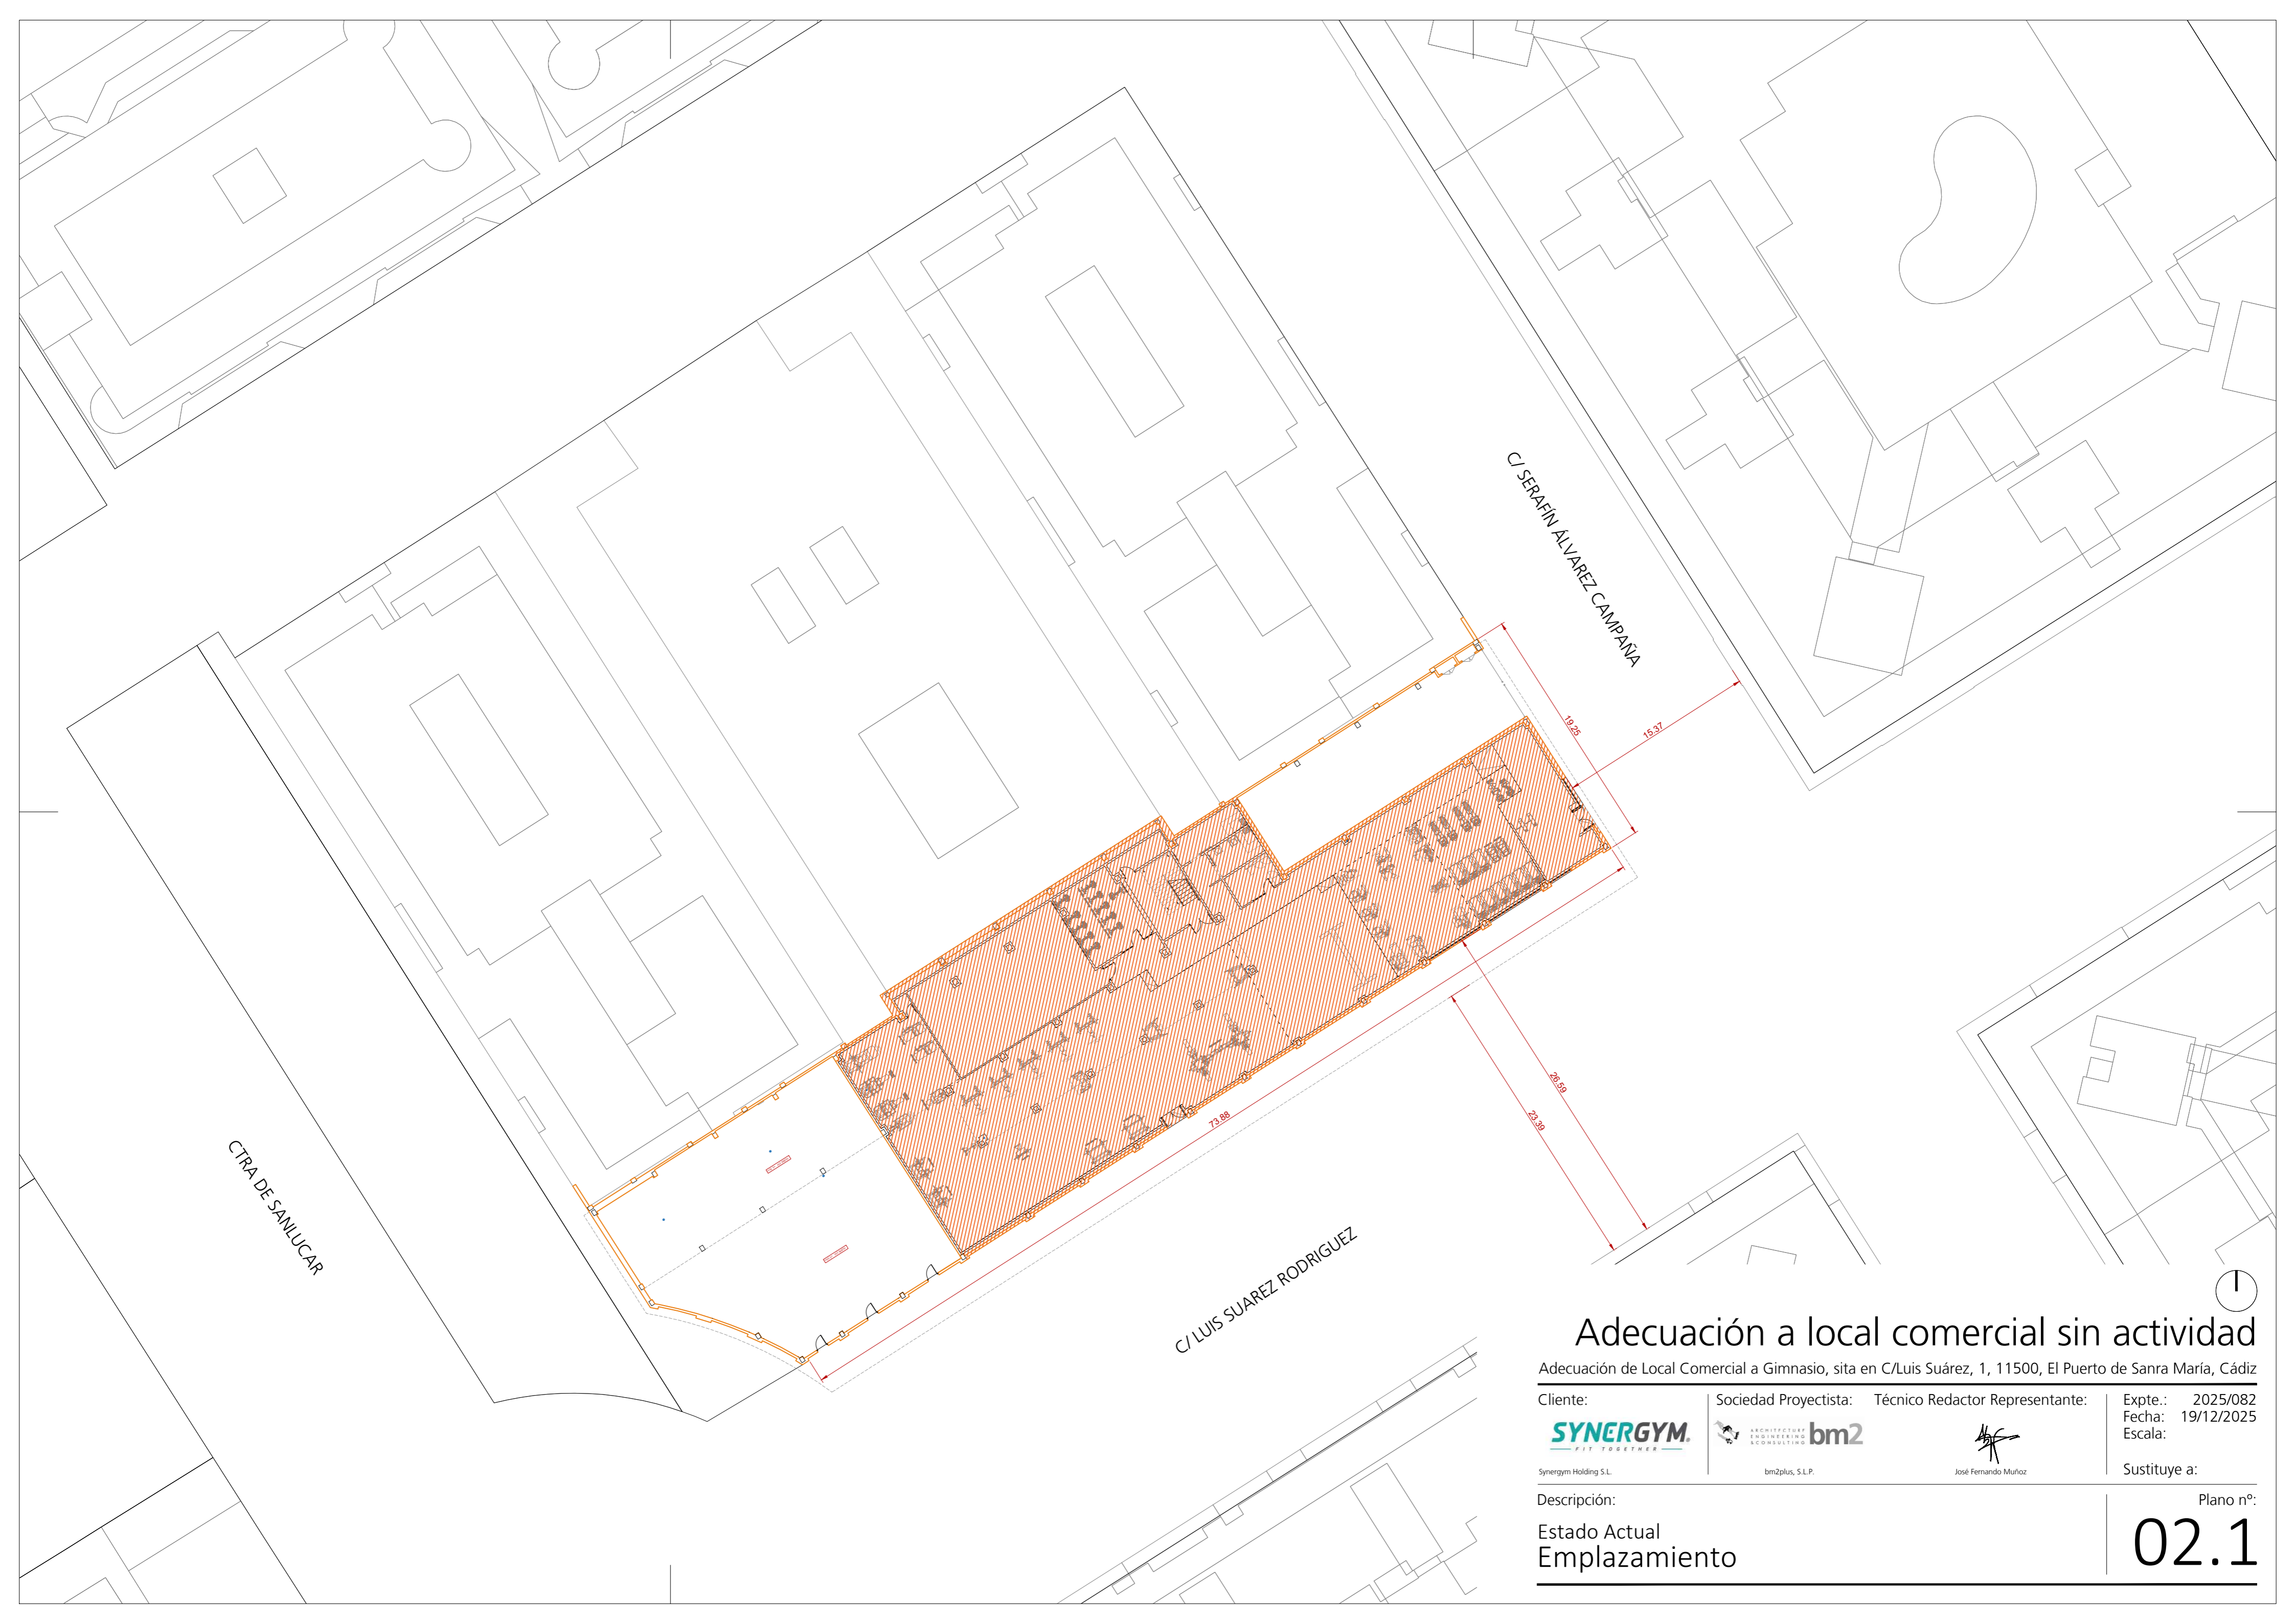 C/ SERAFÍN ÁLVAREZ CAMPAÑA
19.25
15.37
26.59
23.39
73.88
CTRA DE SANLUCAR
C/ LUIS SUAREZ RODRIGUEZ
Adecuación a local comercial sin actividad
Adecuación de Local Comercial a Gimnasio, sita en C/Luis Suárez, 1, 11500, El Puerto de Sanra María, Cádiz
Cliente:
SYNERGYM
FIT TOGETHER
Synergym Holding S.L.
Sociedad Proyectista:
ARCHITECTURE
ENGINEERING
&CONSULTING
bm2
bm2plus, S.L.P.
Técnico Redactor Representante:
José Fernando Muñoz
Expte.: 2025/082
Fecha: 19/12/2025
Escala:
Sustituye a:
Descripción:
Estado Actual
Emplazamiento
Plano nº:
02.1